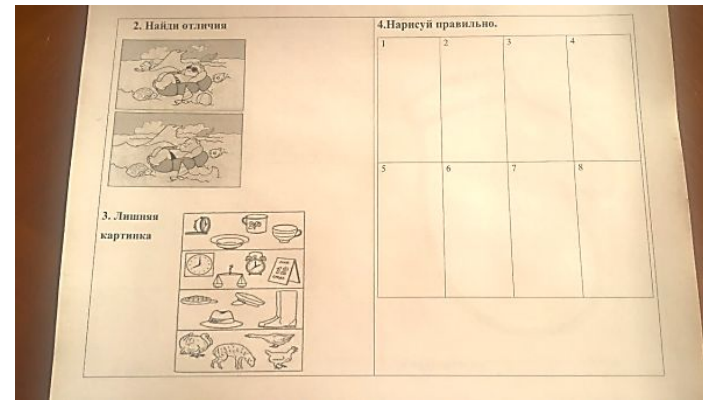 2. Найди отличия
3. Лишняя
картинка
4.Нарисуй правильно.
1 2 3 4
5 6 7 8